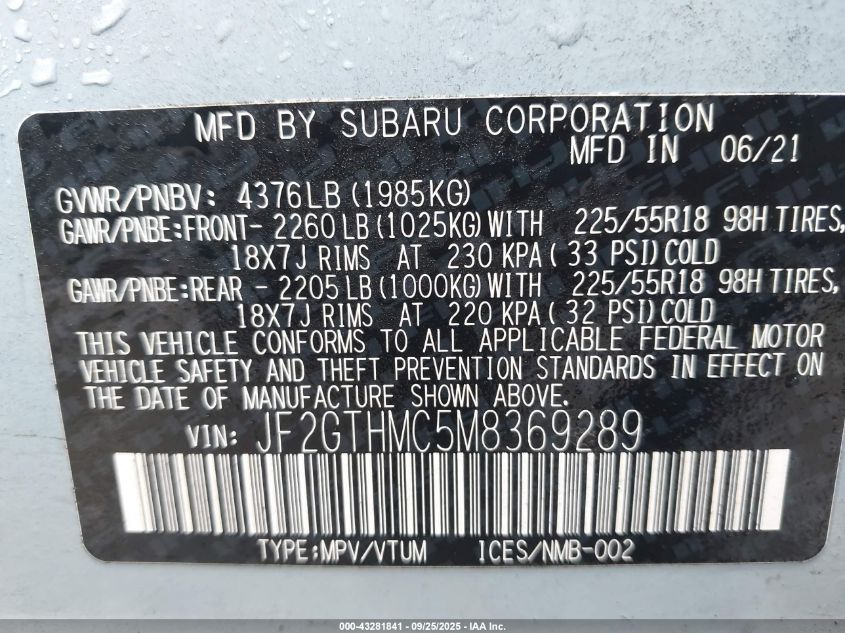 MFD BY SUBARU CORPORATION
MFD IN 06/21
GVWR/PNBV: 4376LB (1985KG)
GAWR/PNBE:FRONT- 2260LB (1025KG) WITH 225/55R18 98H TIRES,
18X7J RIMS AT 230 KPA ( 33 PSI) COLD
GAWR/PNBE:REAR - 2205LB (1000KG) WITH 225/55R18 98H TIRES,
18X7J RIMS AT 220 KPA ( 32 PSI) COLD
THIS VEHICLE CONFORMS TO ALL APPLICABLE FEDERAL MOTOR
VEHICLE SAFETY AND THEFT PREVENTION STANDARDS IN EFFECT ON
THE DATE OF MANUFACTURE SHOWN ABOVE.
VIN: JF2GTHMC5M8369289
TYPE:MPV/VTUM ICES/NMB-002
000-43281841 - 09/25/2025 - IAA Inc.